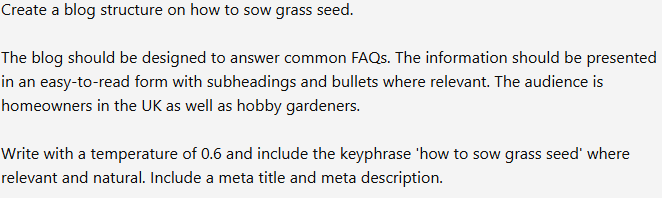 Create a blog structure on how to sow grass seed.
The blog should be designed to answer common FAQs. The information should be presented
in an easy-to-read form with subheadings and bullets where relevant. The audience is
homeowners in the UK as well as hobby gardeners.
Write with a temperature of 0.6 and include the keyphrase 'how to sow grass seed' where
relevant and natural. Include a meta title and meta description.